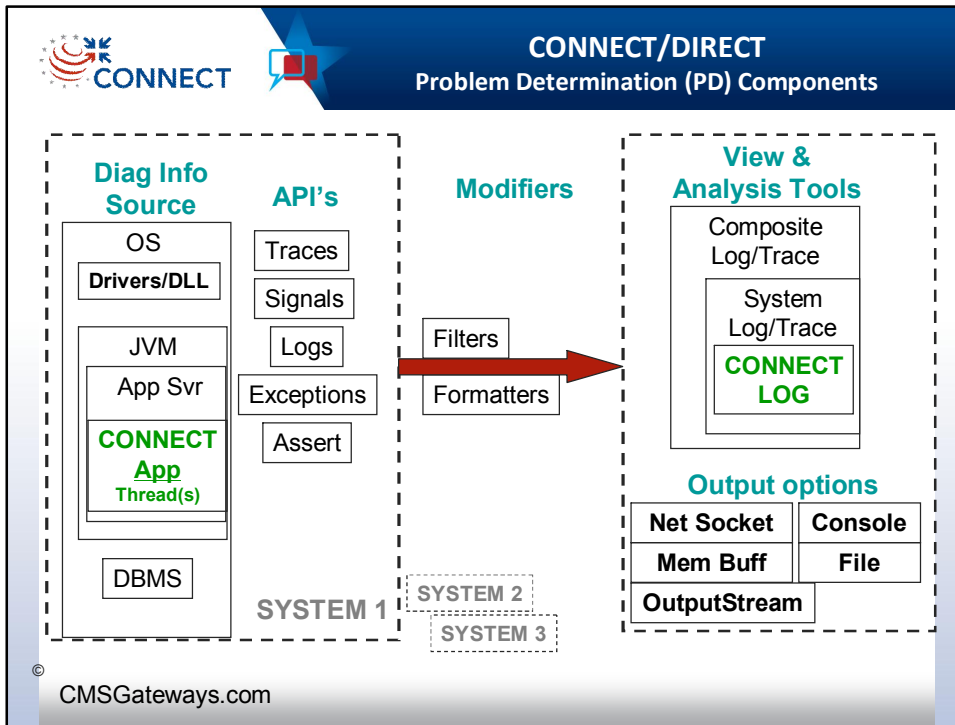 CONNECT
CONNECT/DIRECT
Problem Determination (PD) Components
Diag Info
Source
OS
Drivers/DLL
JVM
App Svr
CONNECT
App
Thread(s)
DBMS
API's
Traces
Signals
Logs
Exceptions
Assert
SYSTEM 1
Modifiers
Filters
Formatters
SYSTEM 2
SYSTEM 3
View &
Analysis Tools
Composite
Log/Trace
System
Log/Trace
CONNECT
LOG
Output options
Net Socket
Console
Mem Buff
File
OutputStream
©
CMSGateways.com